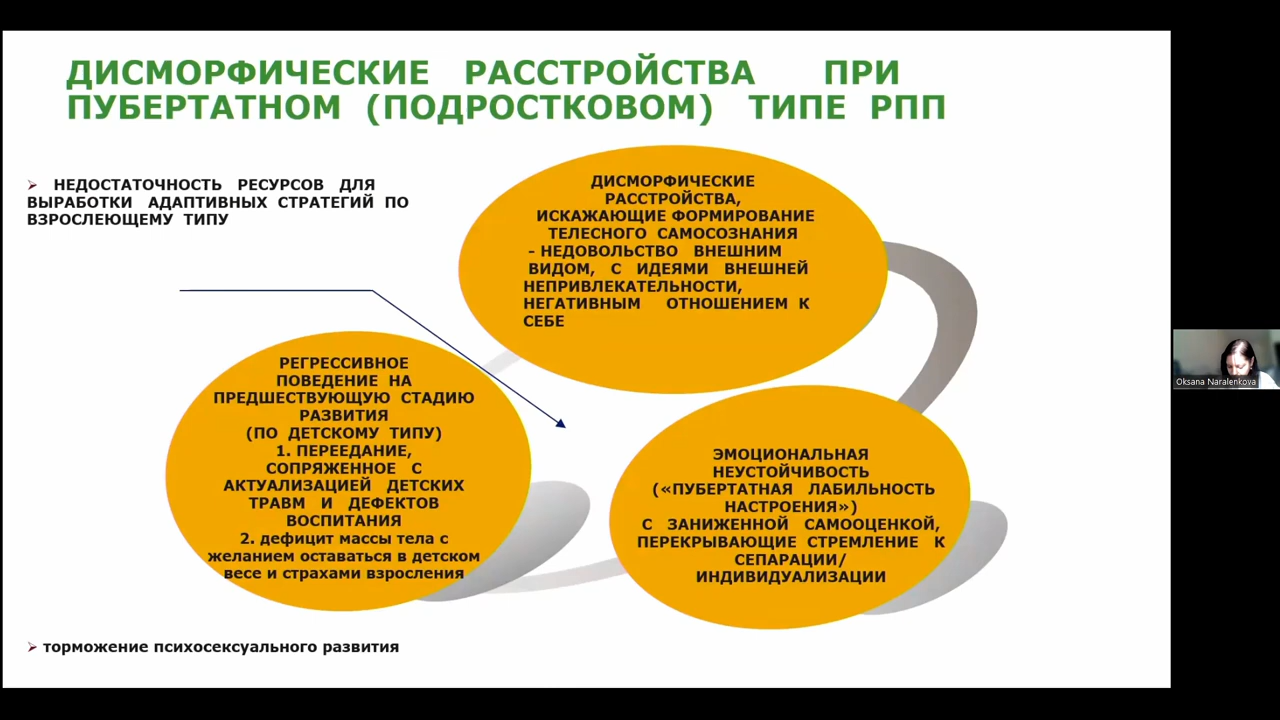 ДИСМОРФИЧЕСКИЕ РАССТРОЙСТВА ПРИ
ПУБЕРТАТНОМ (ПОДРОСТКОВОМ) ТИПЕ РПП
НЕДОСТАТОЧНОСТЬ РЕСУРСОВ ДЛЯ
ВЫРАБОТКИ АДАПТИВНЫХ СТРАТЕГИЙ ПО
ВЗРОСЛЕЮЩЕМУ ТИПУ
ДИСМОРФИЧЕСКИЕ
РАССТРОЙСТВА,
ИСКАЖАЮЩИЕ ФОРМИРОВАНИЕ
ТЕЛЕСНОГО САМОСОЗНАНИЯ
- НЕДОВОЛЬСТВО ВНЕШНИМ
ВИДОМ, С ИДЕЯМИ ВНЕШНЕЙ
НЕПРИВЛЕКАТЕЛЬНОСТИ,
НЕГАТИВНЫМ ОТНОШЕНИЕМ К
СЕБЕ
РЕГРЕССИВНОЕ
ПОВЕДЕНИЕ НА
ПРЕДШЕСТВУЮЩУЮ СТАДИЮ
РАЗВИТИЯ
(ПО ДЕТСКОМУ ТИПУ)
1. ПЕРЕЕДАНИЕ,
СОПРЯЖЕННОЕ С
АКТУАЛИЗАЦИЕЙ ДЕТСКИХ
ТРАВМ И ДЕФЕКТОВ
ВОСПИТАНИЯ
2. дефицит массы тела с
желанием оставаться в детском
весе и страхами взросления
ЭМОЦИОНАЛЬНАЯ
НЕУСТОЙЧИВОСТЬ
(«ПУБЕРТАТНАЯ ЛАБИЛЬНОСТЬ
НАСТРОЕНИЯ»)
С ЗАНИЖЕННОЙ САМООЦЕНКОЙ,
ПЕРЕКРЫВАЮЩИЕ СТРЕМЛЕНИЕ К
СЕПАРАЦИИ/
ИНДИВИДУАЛИЗАЦИИ
торможение психосексуального развития
Oksana Naralenkova